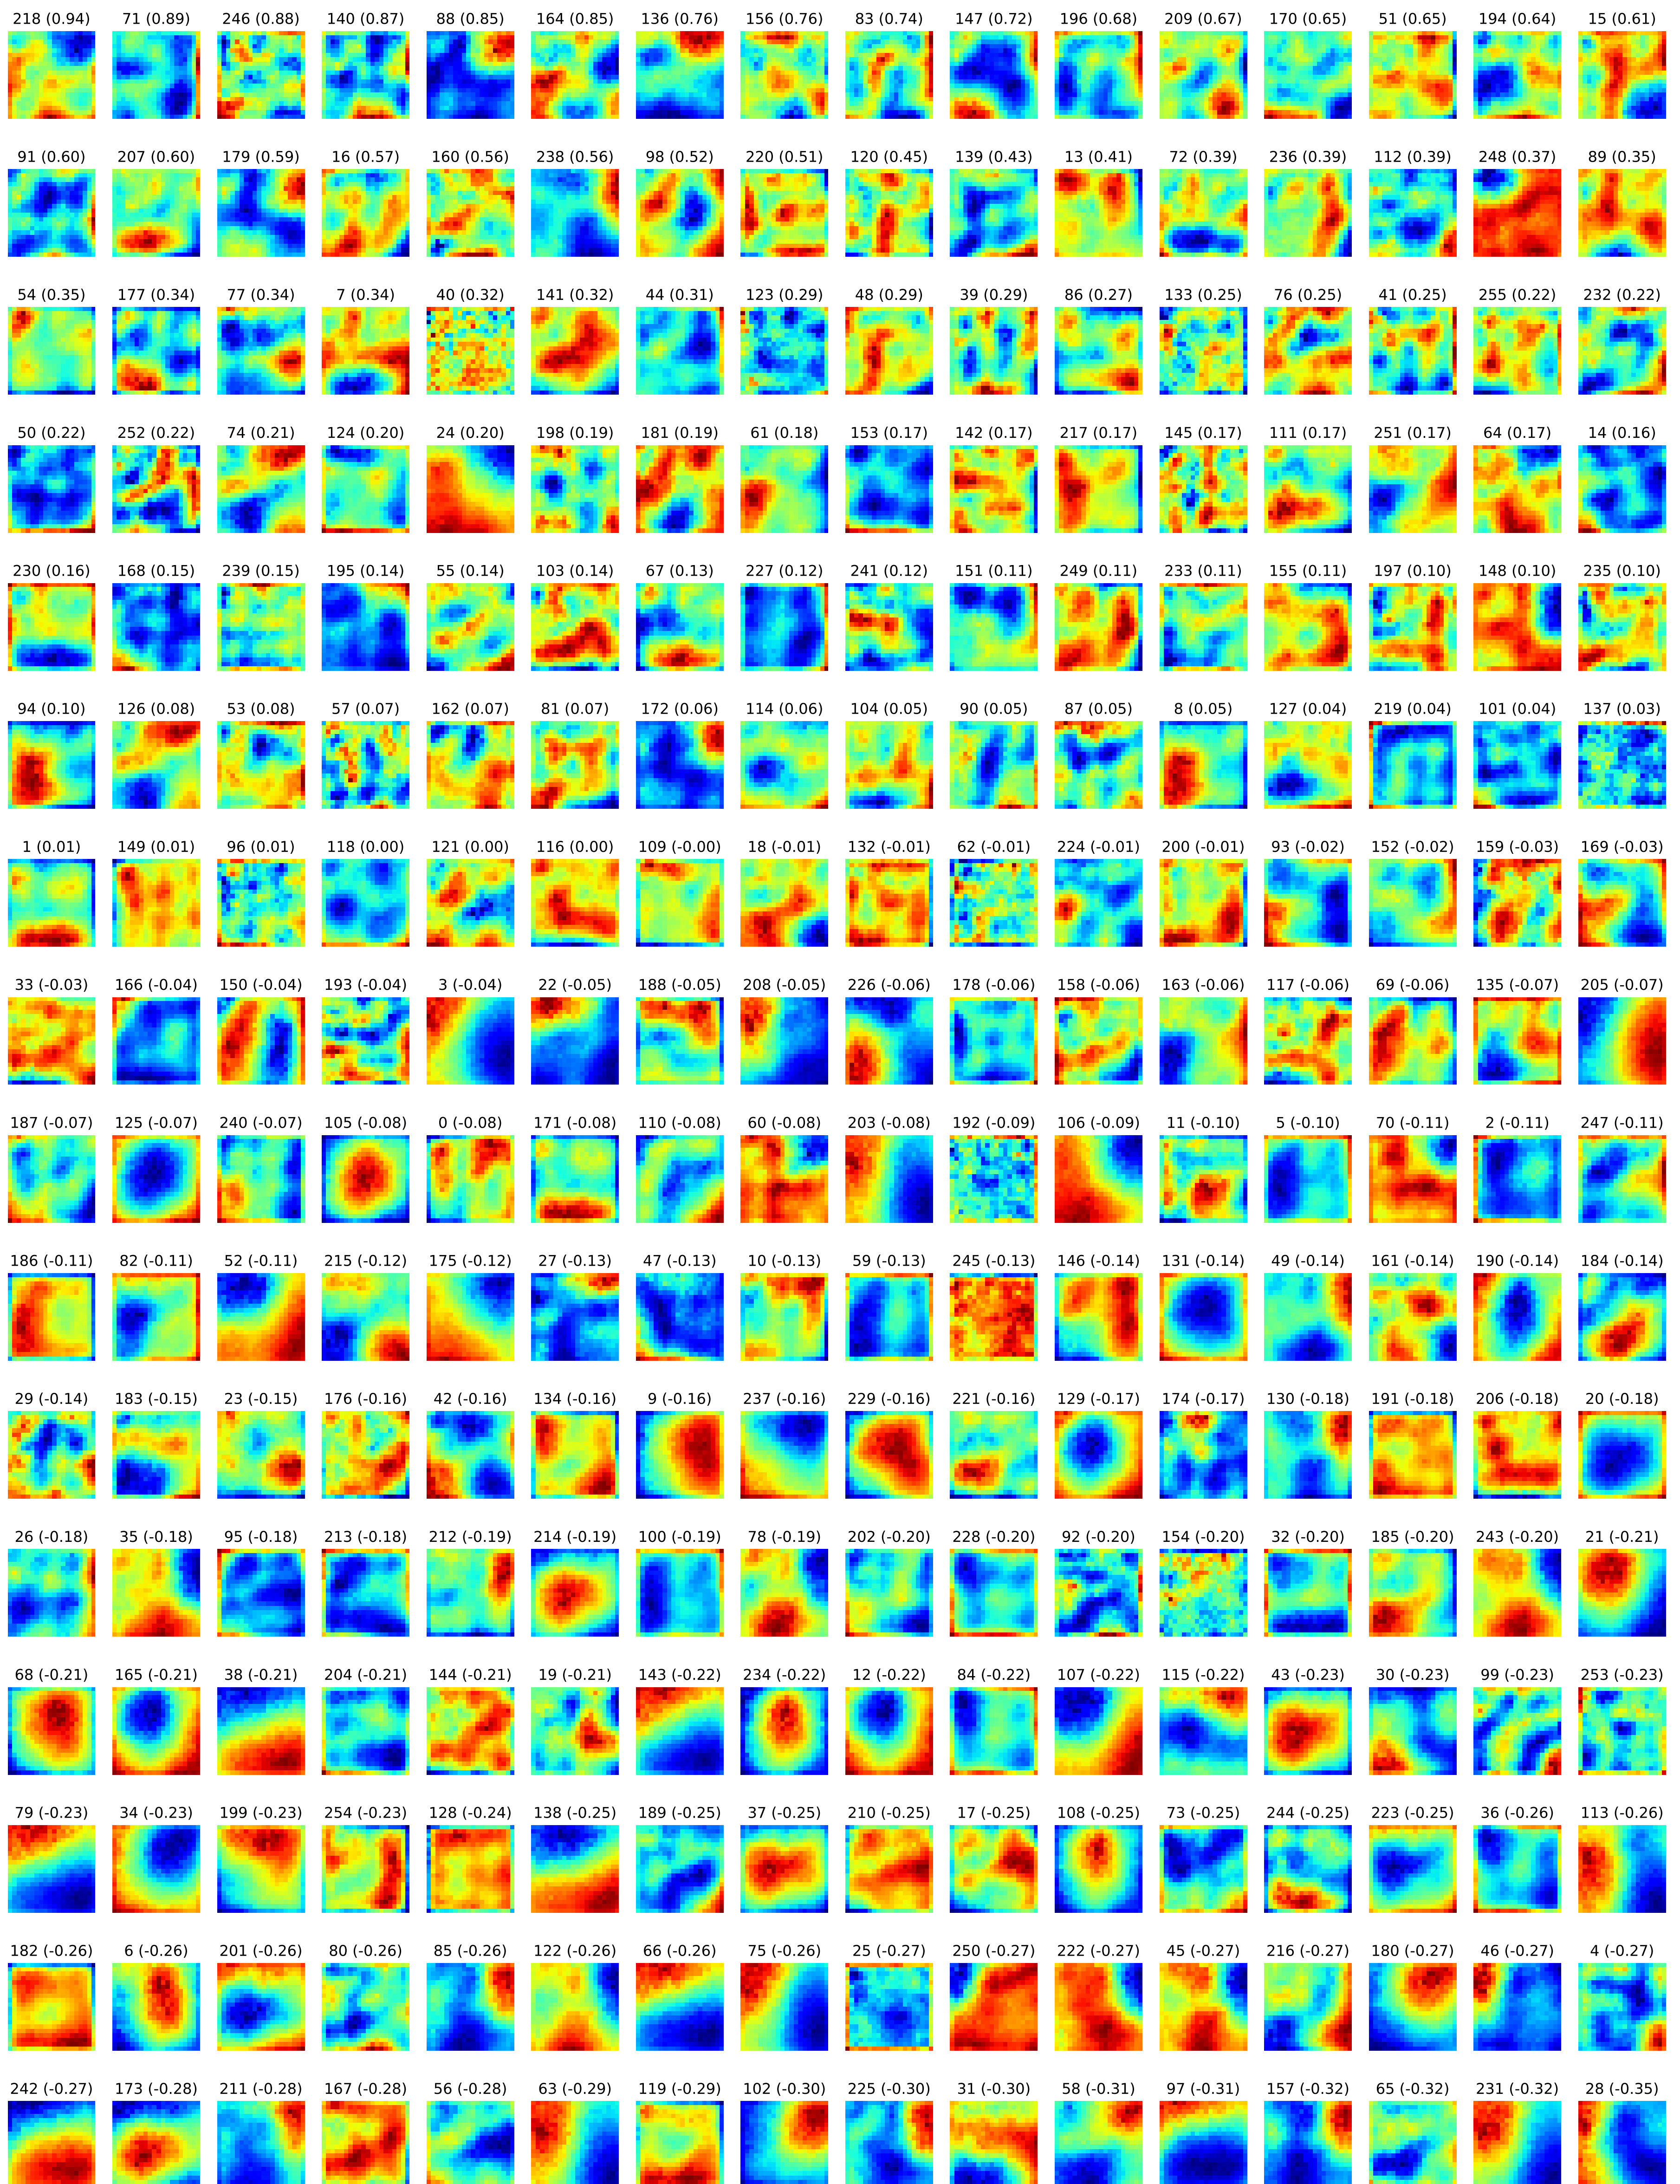 218 (0.94) 71 (0.89) 246 (0.88) 140 (0.87) 88 (0.85) 164 (0.85) 136 (0.76) 156 (0.76) 83 (0.74) 147 (0.72) 196 (0.68) 209 (0.67) 170 (0.65) 51 (0.65) 194 (0.64) 15 (0.61)
91 (0.60) 207 (0.60) 179 (0.59) 16 (0.57) 160 (0.56) 238 (0.56) 98 (0.52) 220 (0.51) 120 (0.45) 139 (0.43) 13 (0.41) 72 (0.39) 236 (0.39) 112 (0.39) 248 (0.37) 89 (0.35)
54 (0.35) 177 (0.34) 77 (0.34) 7 (0.34) 40 (0.32) 141 (0.32) 44 (0.31) 123 (0.29) 48 (0.29) 39 (0.29) 86 (0.27) 133 (0.25) 76 (0.25) 41 (0.25) 255 (0.22) 232 (0.22)
50 (0.22) 252 (0.22) 74 (0.21) 124 (0.20) 24 (0.20) 198 (0.19) 181 (0.19) 61 (0.18) 153 (0.17) 142 (0.17) 217 (0.17) 145 (0.17) 111 (0.17) 251 (0.17) 64 (0.17) 14 (0.16)
230 (0.16) 168 (0.15) 239 (0.15) 195 (0.14) 55 (0.14) 103 (0.14) 67 (0.13) 227 (0.12) 241 (0.12) 151 (0.11) 249 (0.11) 233 (0.11) 155 (0.11) 197 (0.10) 148 (0.10) 235 (0.10)
94 (0.10) 126 (0.08) 53 (0.08) 57 (0.07) 162 (0.07) 81 (0.07) 172 (0.06) 114 (0.06) 104 (0.05) 90 (0.05) 87 (0.05) 8 (0.05) 127 (0.04) 219 (0.04) 101 (0.04) 137 (0.03)
1 (0.01) 149 (0.01) 96 (0.01) 118 (0.00) 121 (0.00) 116 (0.00) 109 (-0.00) 18 (-0.01) 132 (-0.01) 62 (-0.01) 224 (-0.01) 200 (-0.01) 93 (-0.02) 152 (-0.02) 159 (-0.03) 169 (-0.03)
33 (-0.03) 166 (-0.04) 150 (-0.04) 193 (-0.04) 3 (-0.04) 22 (-0.05) 188 (-0.05) 208 (-0.05) 226 (-0.06) 178 (-0.06) 158 (-0.06) 163 (-0.06) 117 (-0.06) 69 (-0.06) 135 (-0.07) 205 (-0.07)
187 (-0.07) 125 (-0.07) 240 (-0.07) 105 (-0.08) 0 (-0.08) 171 (-0.08) 110 (-0.08) 60 (-0.08) 203 (-0.08) 192 (-0.09) 106 (-0.09) 11 (-0.10) 5 (-0.10) 70 (-0.11) 2 (-0.11) 247 (-0.11)
186 (-0.11) 82 (-0.11) 52 (-0.11) 215 (-0.12) 175 (-0.12) 27 (-0.13) 47 (-0.13) 10 (-0.13) 59 (-0.13) 245 (-0.13) 146 (-0.14) 131 (-0.14) 49 (-0.14) 161 (-0.14) 190 (-0.14) 184 (-0.14)
29 (-0.14) 183 (-0.15) 23 (-0.15) 176 (-0.16) 42 (-0.16) 134 (-0.16) 9 (-0.16) 237 (-0.16) 229 (-0.16) 221 (-0.16) 129 (-0.17) 174 (-0.17) 130 (-0.18) 191 (-0.18) 206 (-0.18) 20 (-0.18)
26 (-0.18) 35 (-0.18) 95 (-0.18) 213 (-0.18) 212 (-0.19) 214 (-0.19) 100 (-0.19) 78 (-0.19) 202 (-0.20) 228 (-0.20) 92 (-0.20) 154 (-0.20) 32 (-0.20) 185 (-0.20) 243 (-0.20) 21 (-0.21)
68 (-0.21) 165 (-0.21) 38 (-0.21) 204 (-0.21) 144 (-0.21) 19 (-0.21) 143 (-0.22) 234 (-0.22) 12 (-0.22) 84 (-0.22) 107 (-0.22) 115 (-0.22) 43 (-0.23) 30 (-0.23) 99 (-0.23) 253 (-0.23)
79 (-0.23) 34 (-0.23) 199 (-0.23) 254 (-0.23) 128 (-0.24) 138 (-0.25) 189 (-0.25) 37 (-0.25) 210 (-0.25) 17 (-0.25) 108 (-0.25) 73 (-0.25) 244 (-0.25) 223 (-0.25) 36 (-0.26) 113 (-0.26)
182 (-0.26) 6 (-0.26) 201 (-0.26) 80 (-0.26) 85 (-0.26) 122 (-0.26) 66 (-0.26) 75 (-0.26) 25 (-0.27) 250 (-0.27) 222 (-0.27) 45 (-0.27) 216 (-0.27) 180 (-0.27) 46 (-0.27) 4 (-0.27)
242 (-0.27) 173 (-0.28) 211 (-0.28) 167 (-0.28) 56 (-0.28) 63 (-0.29) 119 (-0.29) 102 (-0.30) 225 (-0.30) 31 (-0.30) 58 (-0.31) 97 (-0.31) 157 (-0.32) 65 (-0.32) 231 (-0.32) 28 (-0.35)